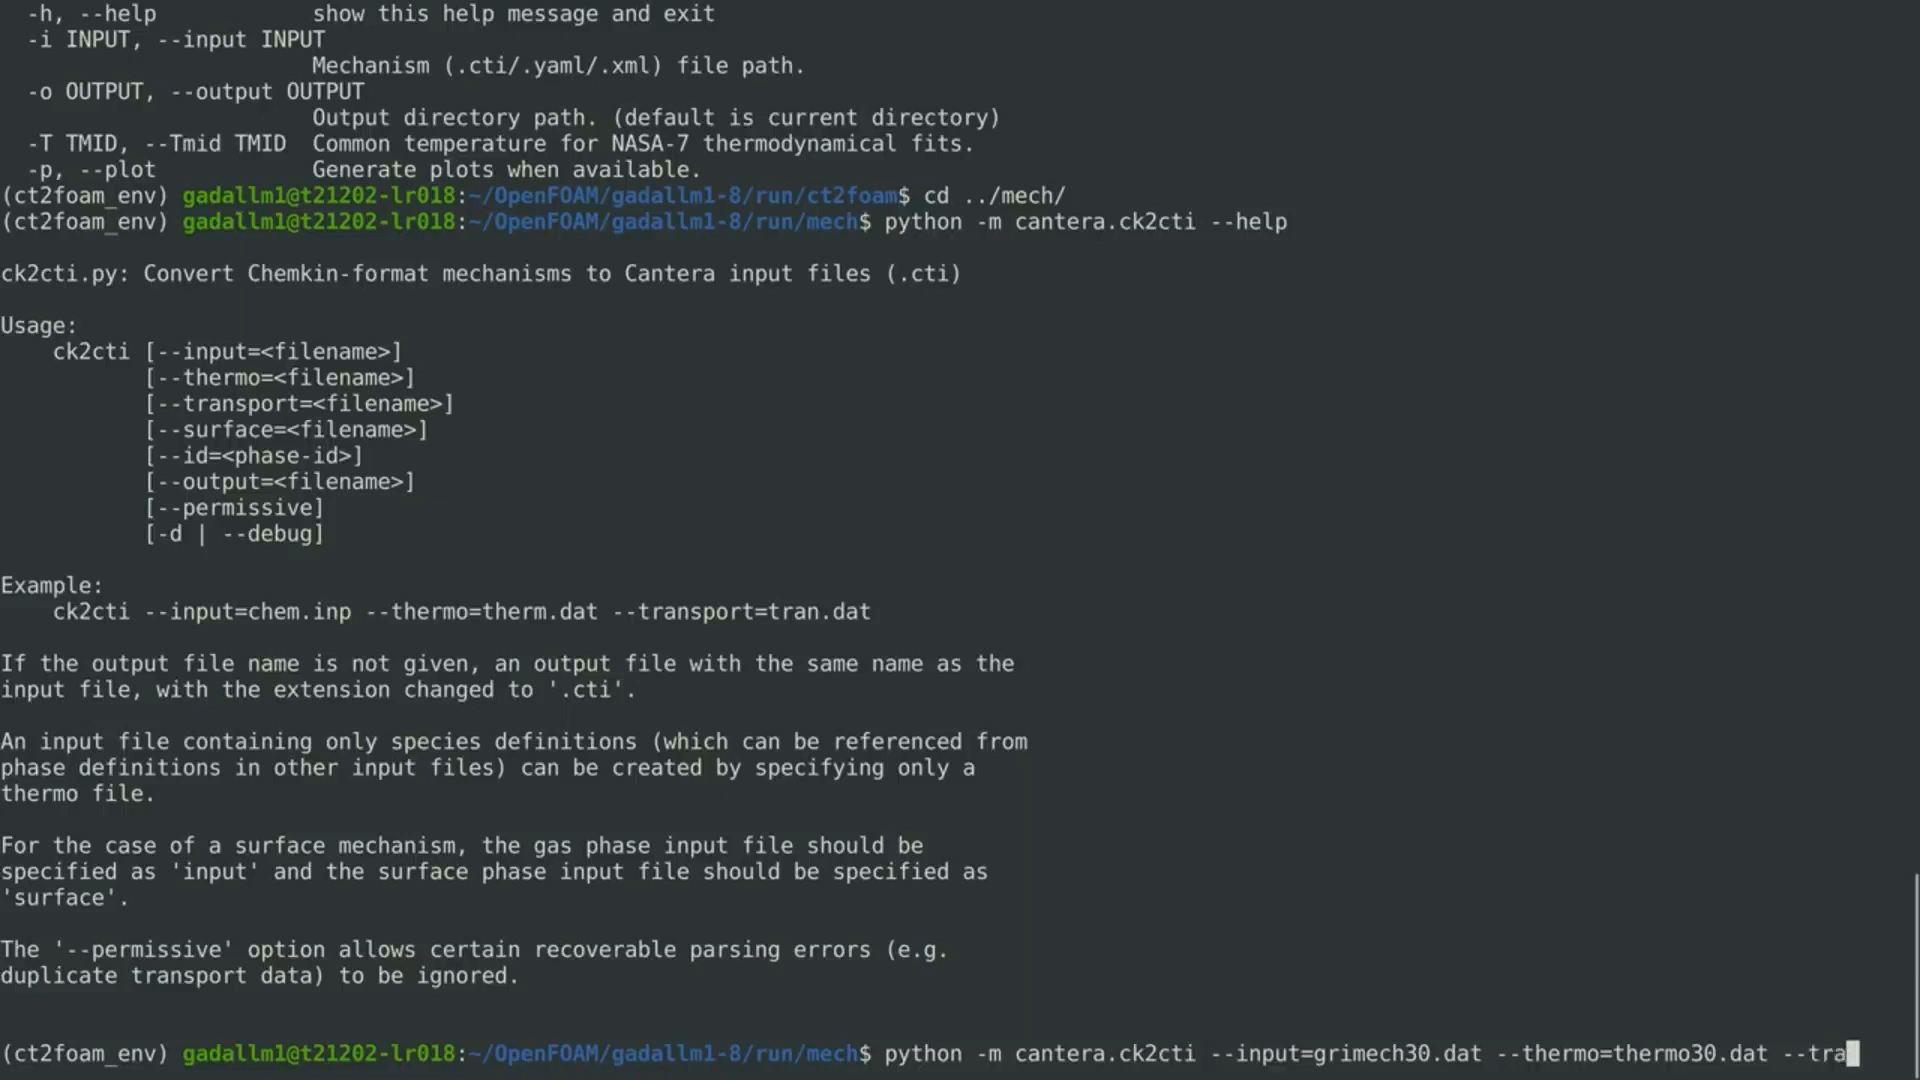 -h, --help            show this help message and exit
-i INPUT, --input INPUT
Mechanism (.cti/.yaml/.xml) file path.
-o OUTPUT, --output OUTPUT
Output directory path. (default is current directory)
-T TMID, --Tmid TMID  Common temperature for NASA-7 thermodynamical fits.
-p, --plot            Generate plots when available.
(ct2foam_env) gadallm1@t21202-lr018:~/OpenFOAM/gadallm1-8/run/ct2foam$ cd ../mech/
(ct2foam_env) gadallm1@t21202-lr018:~/OpenFOAM/gadallm1-8/run/mech$ python -m cantera.ck2cti --help
ck2cti.py: Convert Chemkin-format mechanisms to Cantera input files (.cti)
Usage:
ck2cti [--input=<filename>]
[--thermo=<filename>]
[--transport=<filename>]
[--surface=<filename>]
[--id=<phase-id>]
[--output=<filename>]
[--permissive]
[-d | --debug]
Example:
ck2cti --input=chem.inp --thermo=therm.dat --transport=tran.dat
If the output file name is not given, an output file with the same name as the
input file, with the extension changed to '.cti'.
An input file containing only species definitions (which can be referenced from
phase definitions in other input files) can be created by specifying only a
thermo file.
For the case of a surface mechanism, the gas phase input file should be
specified as 'input' and the surface phase input file should be specified as
'surface'.
The '--permissive' option allows certain recoverable parsing errors (e.g.
duplicate transport data) to be ignored.
(ct2foam_env) gadallm1@t21202-lr018:~/OpenFOAM/gadallm1-8/run/mech$ python -m cantera.ck2cti --input=grimech30.dat --thermo=thermo30.dat --tra